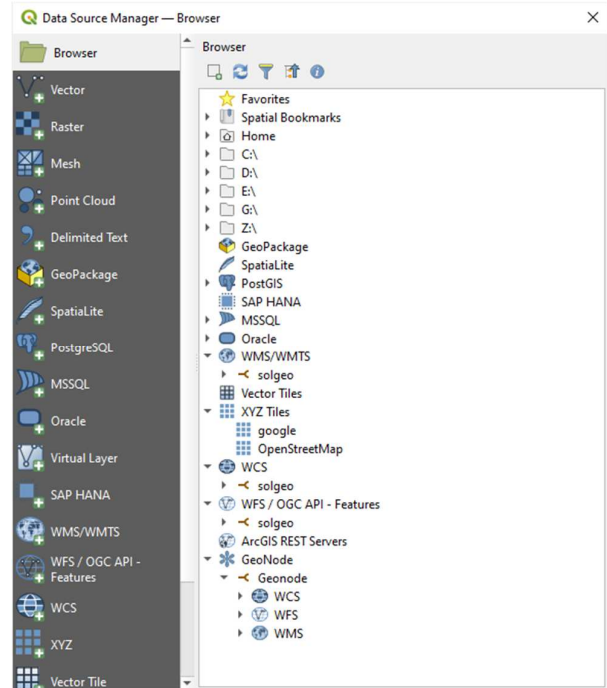 Data Source Manager — Browser
Browser
Vector
Raster
Mesh
Point Cloud
Delimited Text
GeoPackage
SpatiaLite
PostgreSQL
MSSQL
Oracle
Virtual Layer
SAP HANA
WMS/WMTS
WFS / OGC API -
Features
WCS
XYZ
Vector Tile
Browser
Favorites
Spatial Bookmarks
Home
C:\
D:\
E:\
G:\
Z:\
GeoPackage
SpatiaLite
PostGIS
SAP HANA
MSSQL
Oracle
WMS/WMTS
solgeo
Vector Tiles
XYZ Tiles
google
OpenStreetMap
WCS
solgeo
WFS / OGC API - Features
solgeo
ArcGIS REST Servers
GeoNode
Geonode
WCS
WFS
WMS